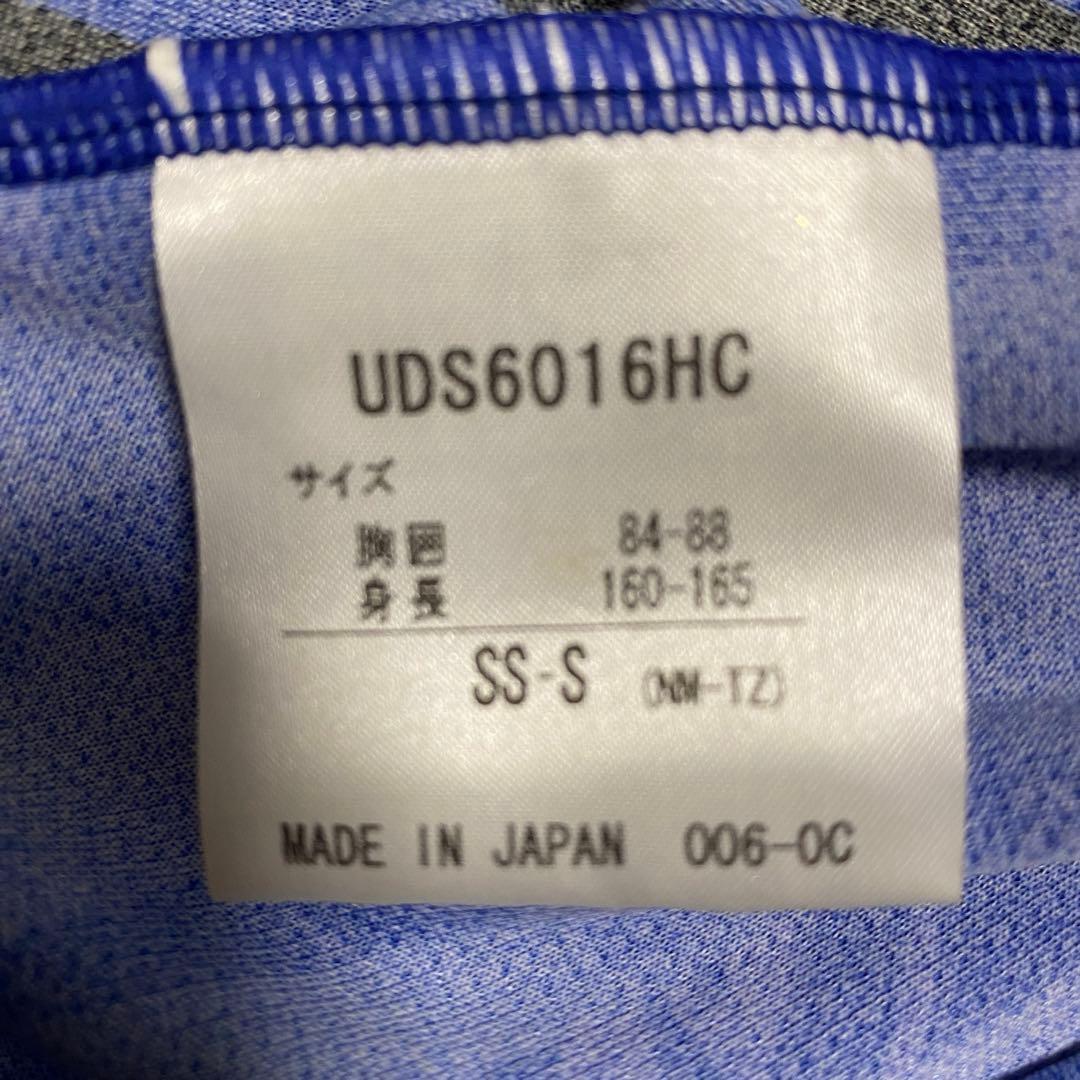 UDS6016HC
サイズ
胸囲 84-88
身長 160-165
SS-S (NM-TZ)
MADE IN JAPAN 006-0C